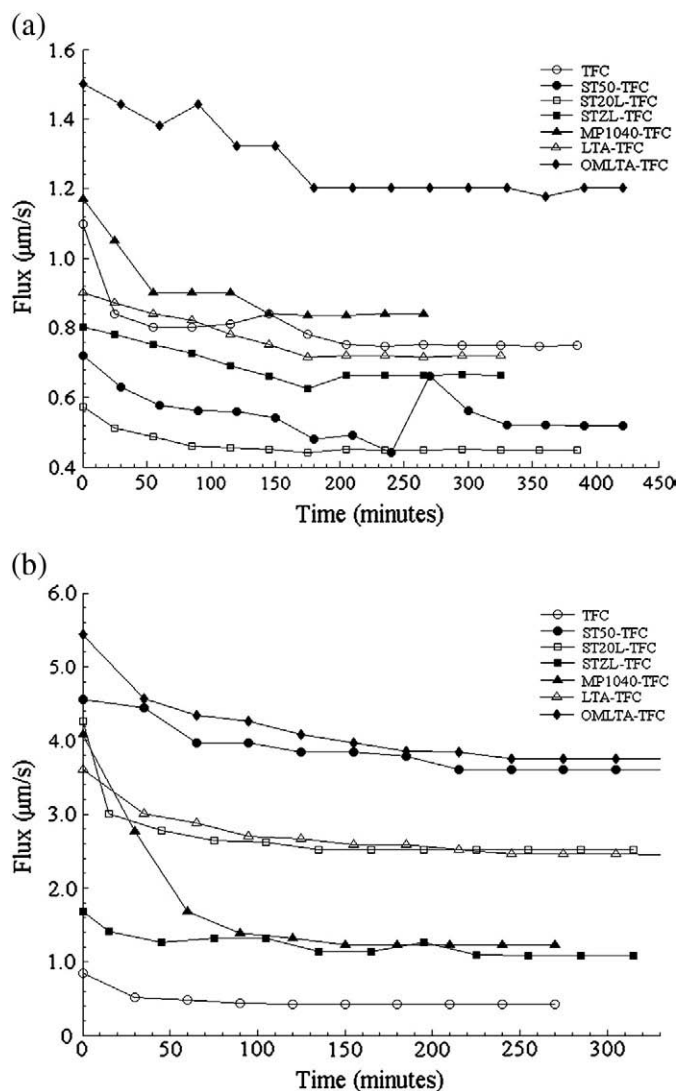 (a)
1.6
1.4
1.2
1.0
0.8
0.6
0.4
Flux (μm/s)
TFC
ST50-TFC
ST20L-TFC
STZL-TFC
MP1040-TFC
LTA-TFC
OMLTA-TFC
0 50 100 150 200 250 300 350 400 450
Time (minutes)
(b)
6.0
5.0
4.0
3.0
2.0
1.0
0
Flux (μm/s)
TFC
ST50-TFC
ST20L-TFC
STZL-TFC
MP1040-TFC
LTA-TFC
OMLTA-TFC
0 50 100 150 200 250 300
Time (minutes)